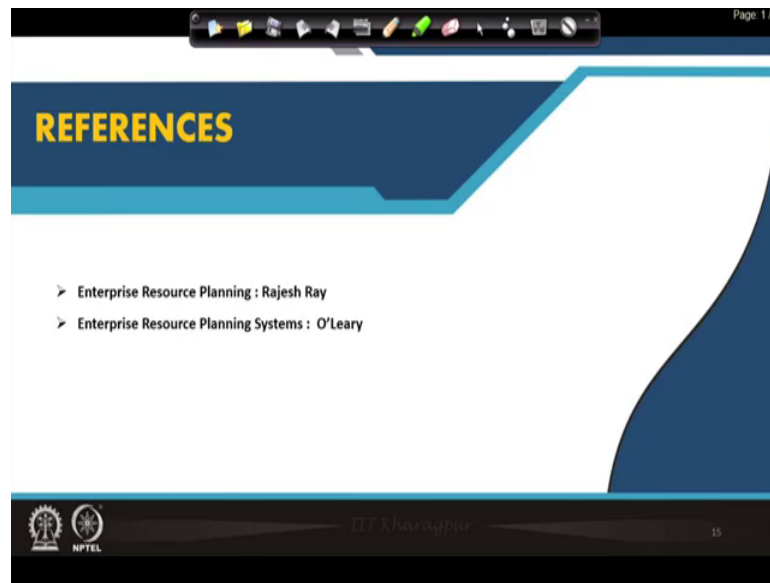 Page: 1 /
REFERENCES
➢ Enterprise Resource Planning : Rajesh Ray
➢ Enterprise Resource Planning Systems : O'Leary
NPTEL
IIT Kharagpur
15